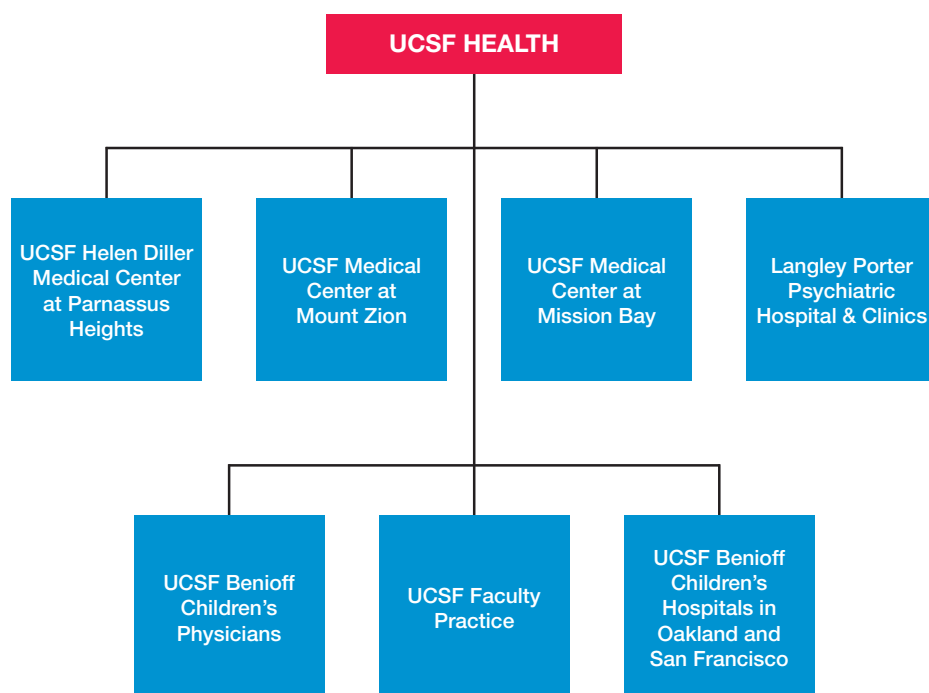 UCSF HEALTH
UCSF Helen Diller
Medical Center
at Parnassus
Heights
UCSF Medical
Center at
Mount Zion
UCSF Medical
Center at
Mission Bay
Langley Porter
Psychiatric
Hospital & Clinics
UCSF Benioff
Children’s
Physicians
UCSF Faculty
Practice
UCSF Benioff
Children’s
Hospitals in
Oakland and
San Francisco